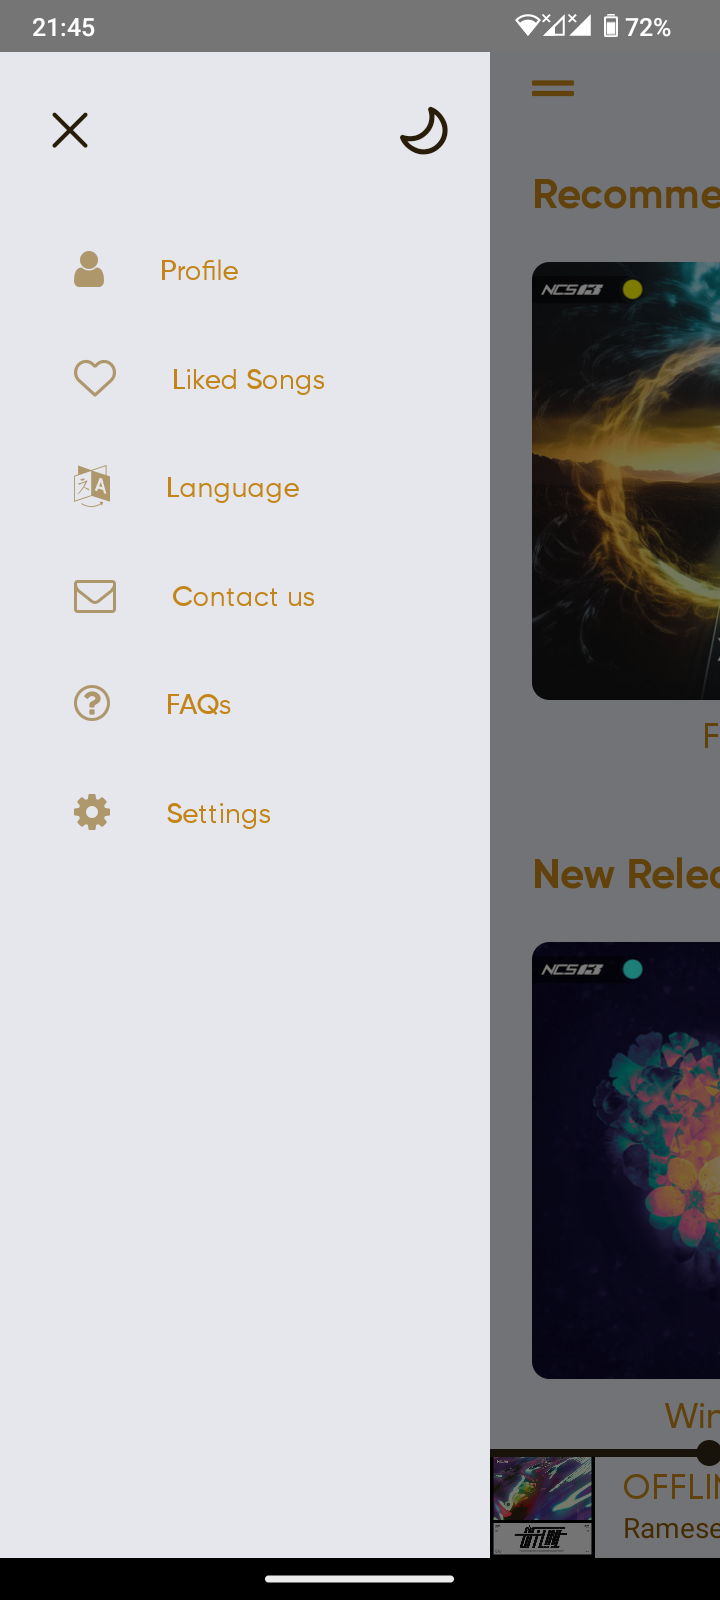 21:45
72%
Profile
Liked Songs
Language
Contact us
FAQs
Settings
Recomme
NCS
F
New Relea
NCS
Win
OFFLIN
Ramese